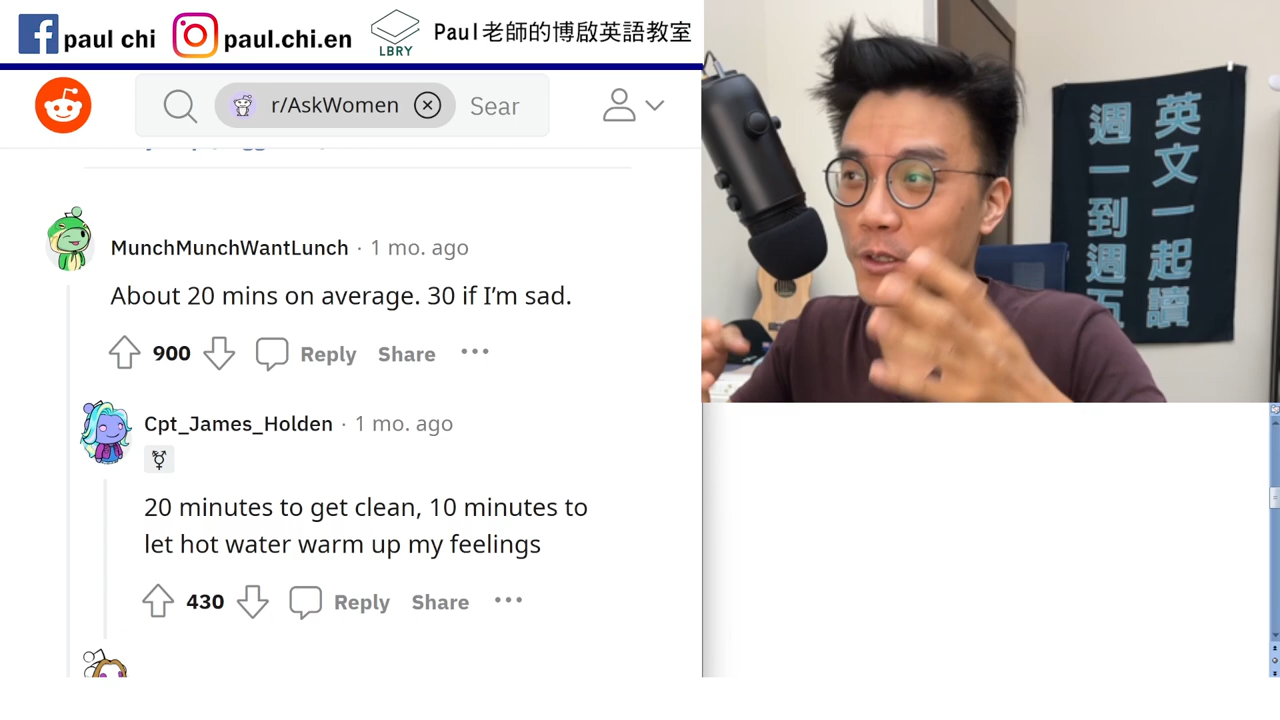 paul chi
paul.chi.en
LBRY
Paul老師的博啟英語教室
r/AskWomen
Sear
MunchMunchWantLunch · 1 mo. ago
About 20 mins on average. 30 if I’m sad.
900
Reply
Share
Cpt_James_Holden · 1 mo. ago
20 minutes to get clean, 10 minutes to
let hot water warm up my feelings
430
Reply
Share
英文一起讀
週一到週五